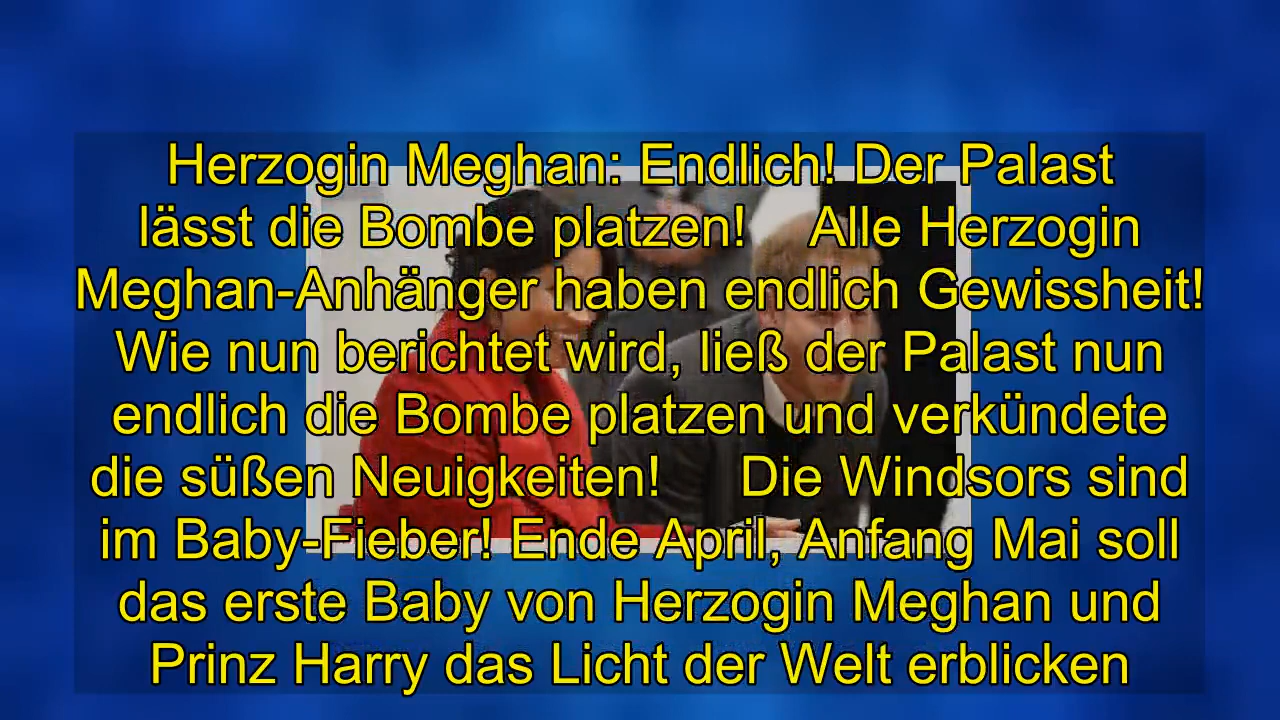 Herzogin Meghan: Endlich! Der Palast
lässt die Bombe platzen! Alle Herzogin
Meghan-Anhänger haben endlich Gewissheit!
Wie nun berichtet wird, ließ der Palast nun
endlich die Bombe platzen und verkündete
die süßen Neuigkeiten! Die Windsors sind
im Baby-Fieber! Ende April, Anfang Mai soll
das erste Baby von Herzogin Meghan und
Prinz Harry das Licht der Welt erblicken